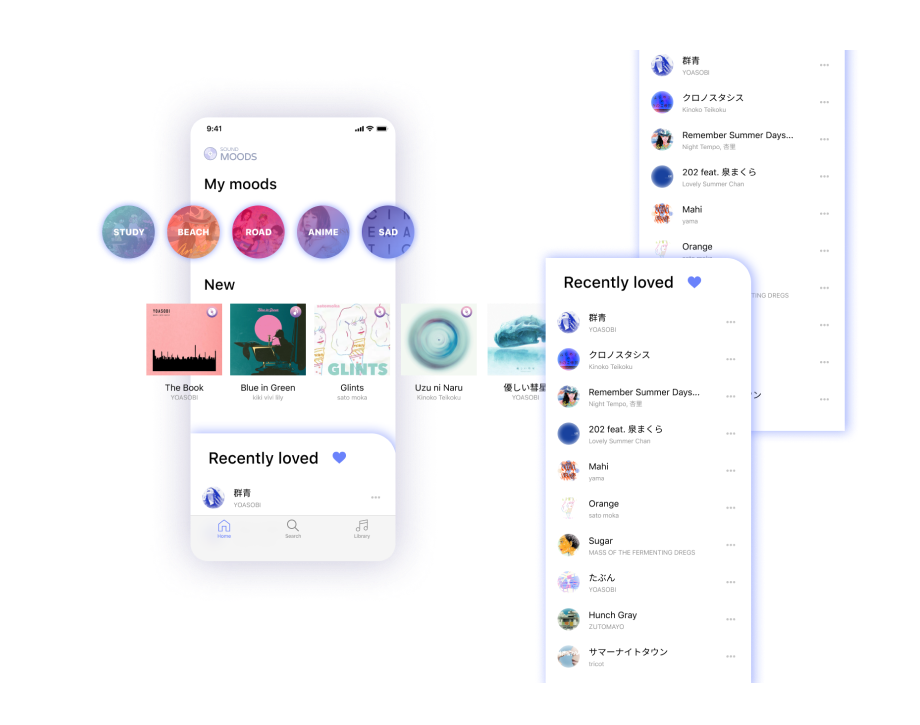 9:41
SOUND
MOODS
My moods
STUDY
BEACH
ROAD
ANIME
CIN
EA
TIC
SAD
New
YOASOBI
The Book
YOASOBI
Blue in Green
kiki vivi lily
GLINTS
Glints
sato moka
Uzu ni Naru
Kinoko Teikoku
優しい彗星
YOASOBI
Recently loved
群青
YOASOBI
Home
Search
Library
Recently loved
群青
YOASOBI
クロノスタシス
Kinoko Teikoku
Remember Summer Days...
Night Tempo, 杏里
202 feat. 泉まくら
Lovely Summer Chan
Mahi
yama
Orange
sato moka
Sugar
MASS OF THE FERMENTING DREGS
たぶん
YOASOBI
Hunch Gray
ZUTOMAYO
サマーナイトタウン
tricot
群青
YOASOBI
クロノスタシス
Kinoko Teikoku
Remember Summer Days...
Night Tempo, 杏里
202 feat. 泉まくら
Lovely Summer Chan
Mahi
yama
Orange
TING DREGS
ン